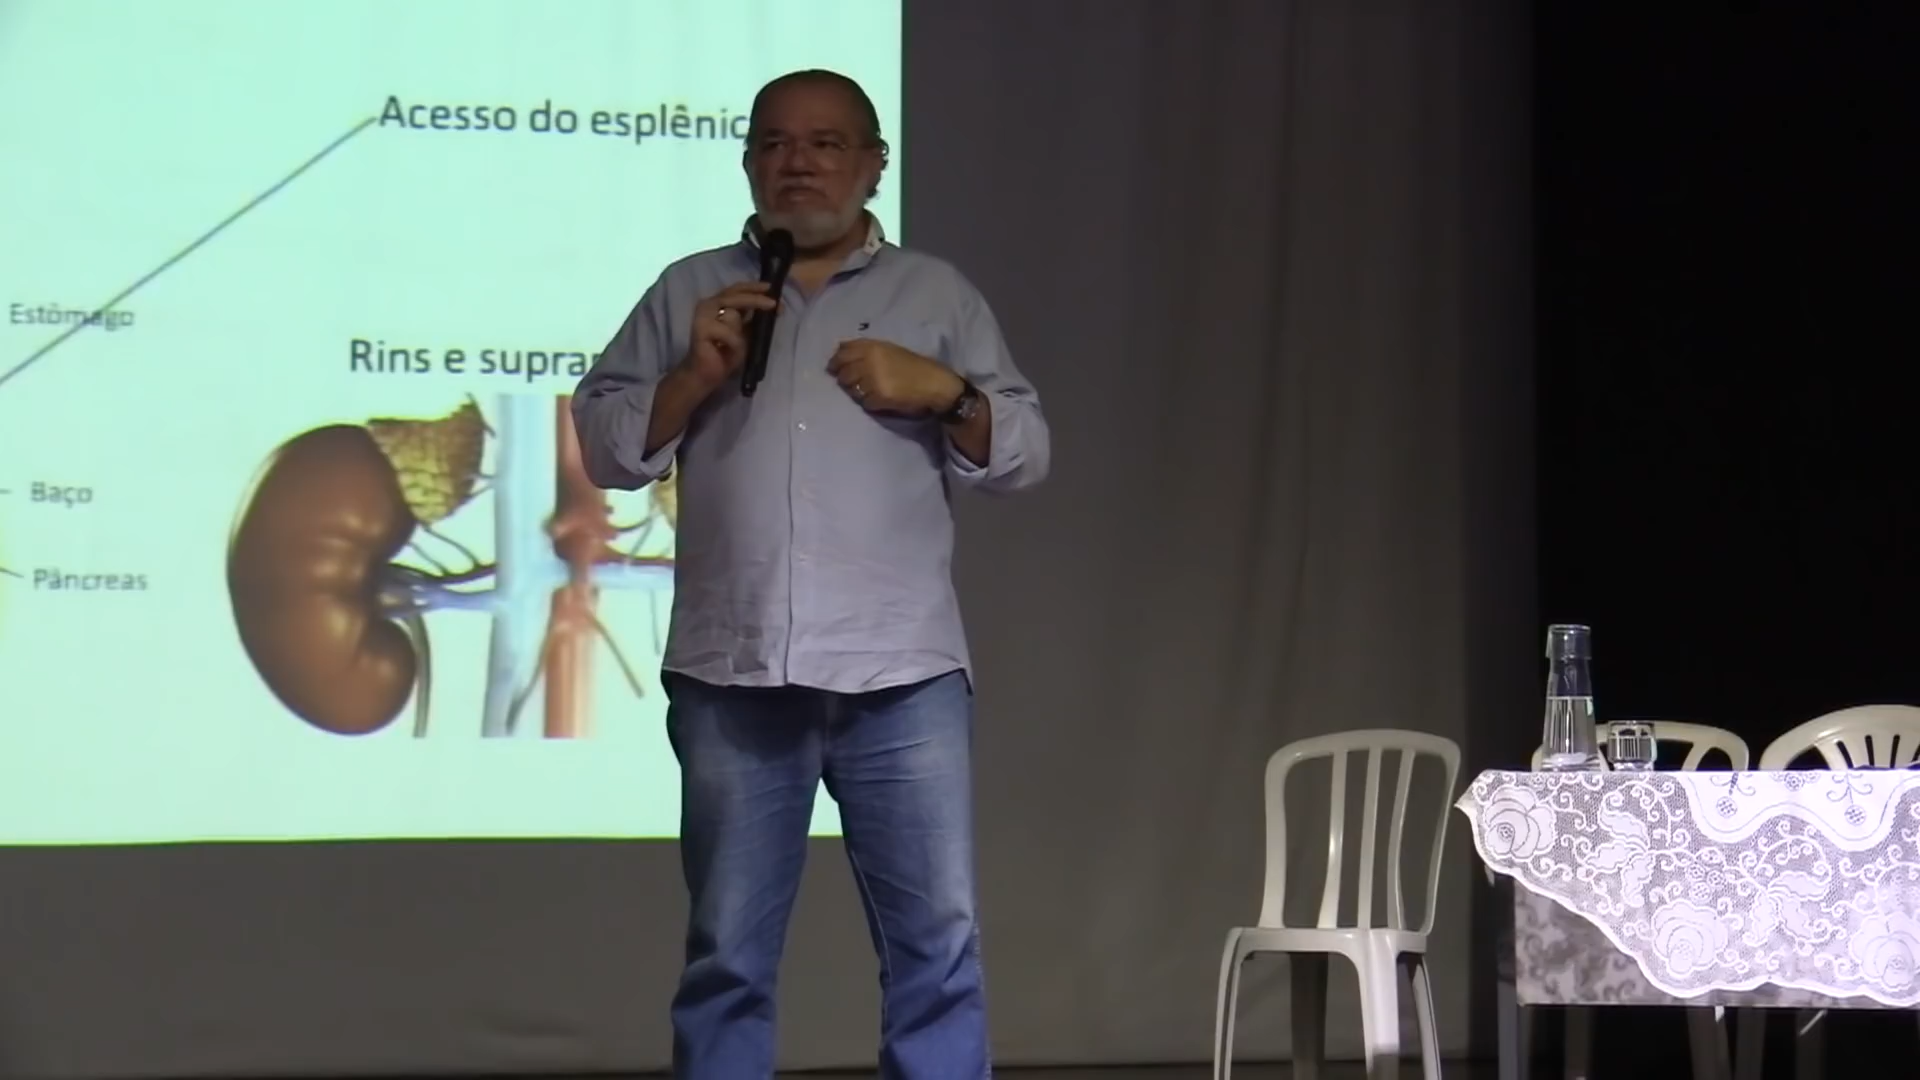 Acesso do esplênic
Estômago
Rins e supra
Baço
Pâncreas